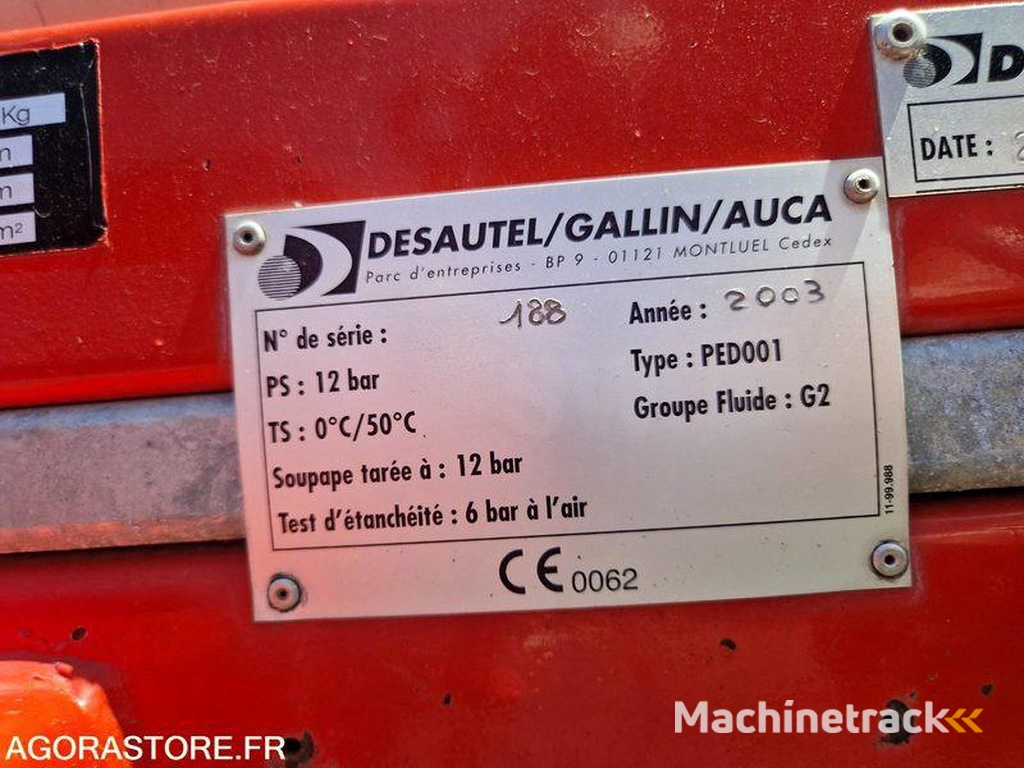 Kg
m
m
m²
DATE :
DESAUTEL/GALLIN/AUCA
Parc d'entreprises - BP 9 - 01121 MONTLUEL Cedex
N° de série : 188
Année : 2003
PS : 12 bar
Type : PED001
TS : 0°C/50°C
Groupe Fluide : G2
Soupape tarée à : 12 bar
Test d'étanchéité : 6 bar à l'air
11-99.988
CE 0062
Machinetrack
AGORASTORE.FR